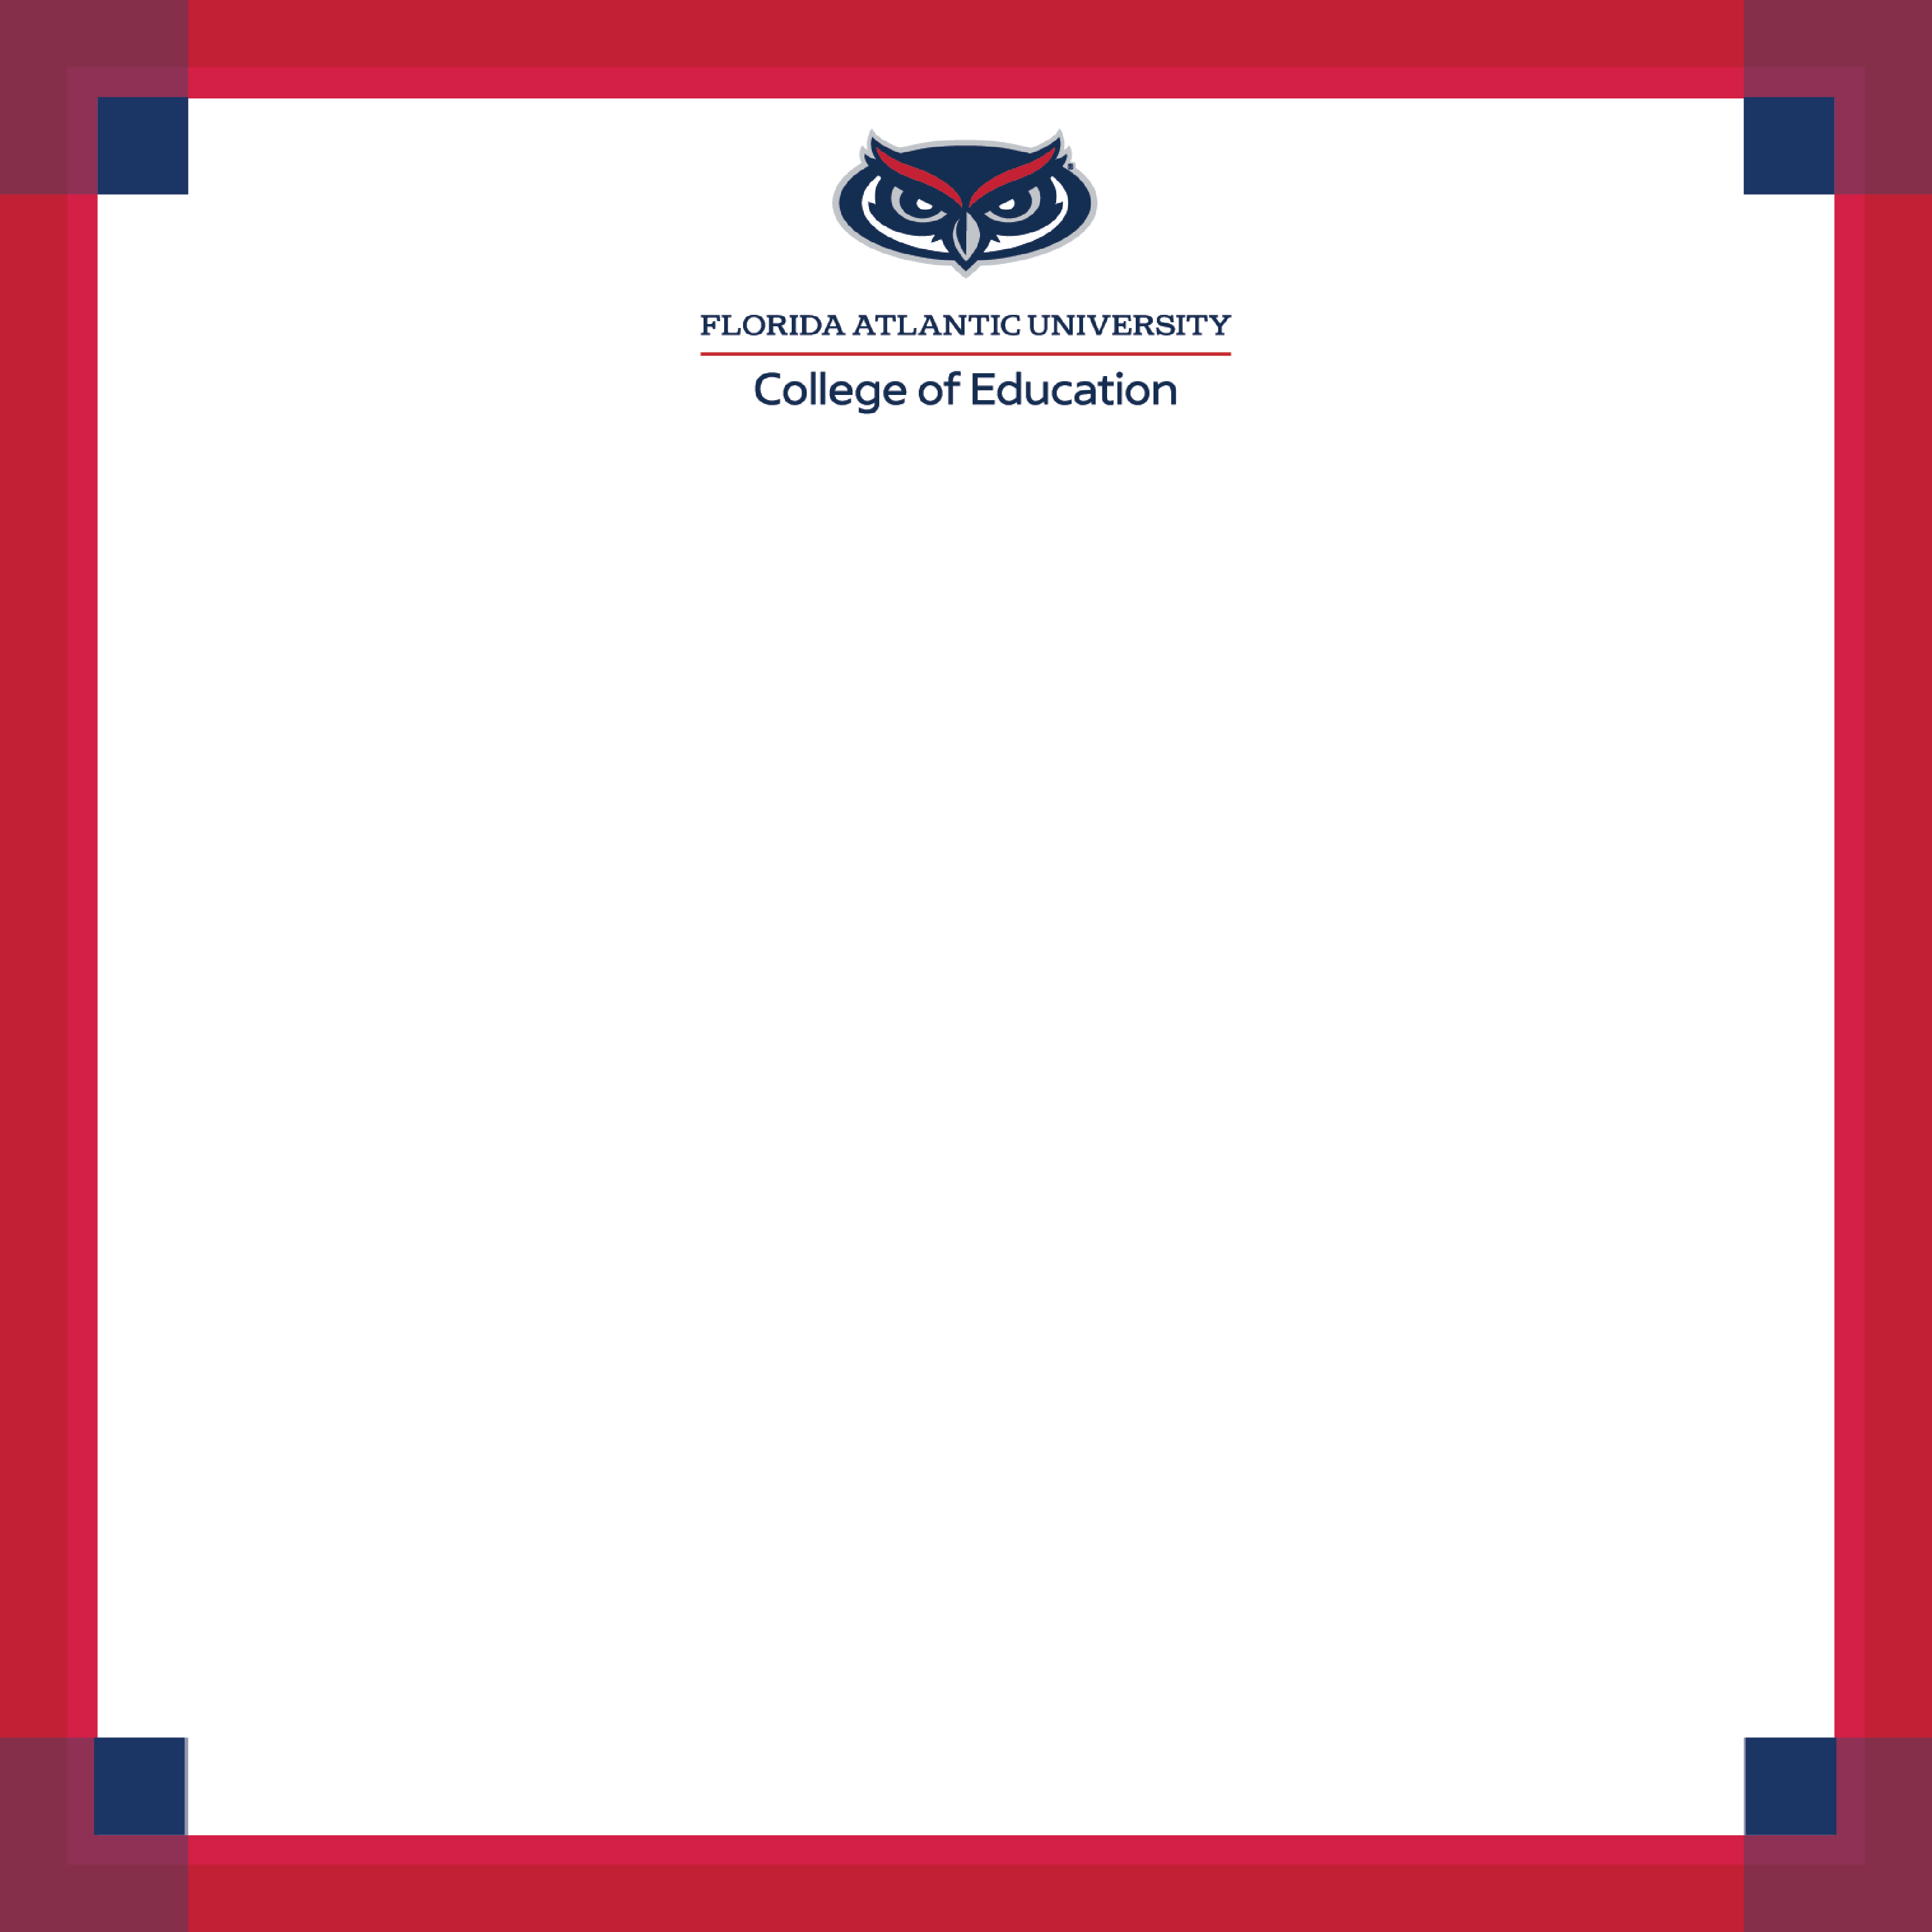 FLORIDA ATLANTIC UNIVERSITY
College of Education